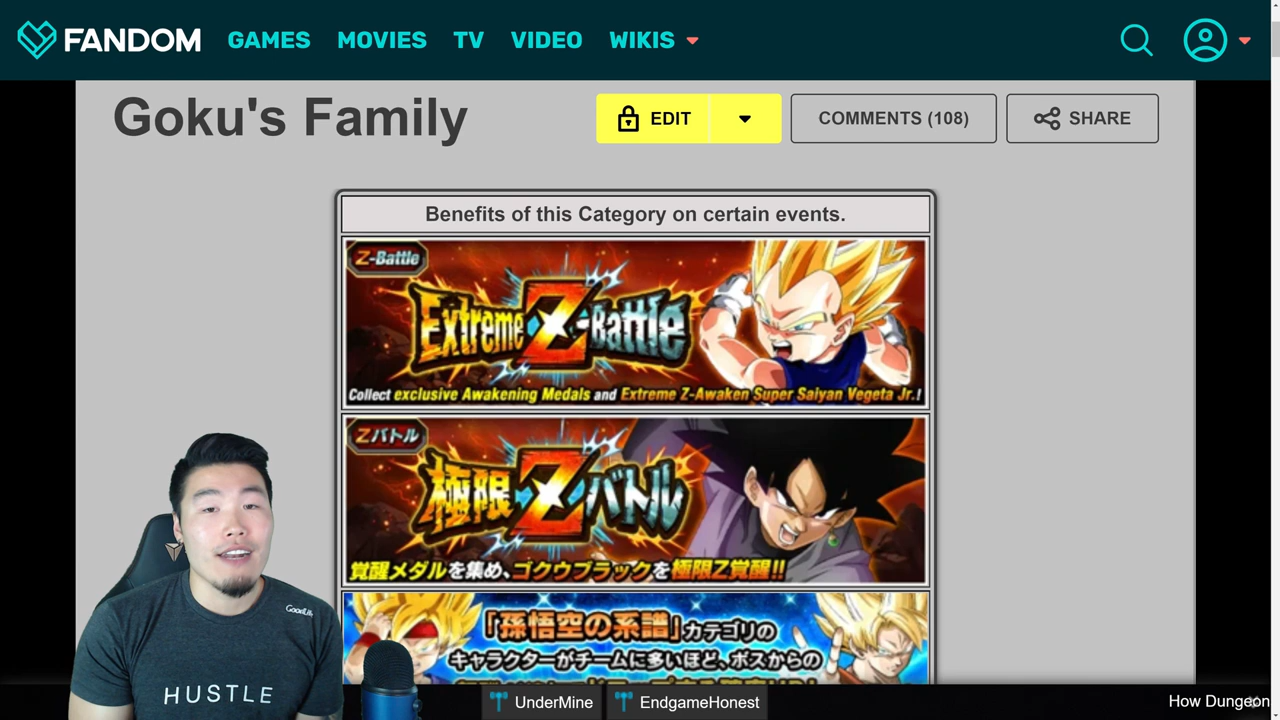 FANDOM GAMES MOVIES TV VIDEO WIKIS
Goku's Family
EDIT
COMMENTS (108)
SHARE
Benefits of this Category on certain events.
Z-Battle
Extreme Z-Battle
Collect exclusive Awakening Medals and Extreme Z-Awaken Super Saiyan Vegeta Jr.!
Zバトル
極限Zバトル
覚醒メダルを集め、ゴクウブラックを極限Z覚醒!!
「孫悟空の系譜」カテゴリの
キャラクターがチームに多いほど、ボスからの
GoodLife
HUSTLE
UnderMine
EndgameHonest
How Dungeon